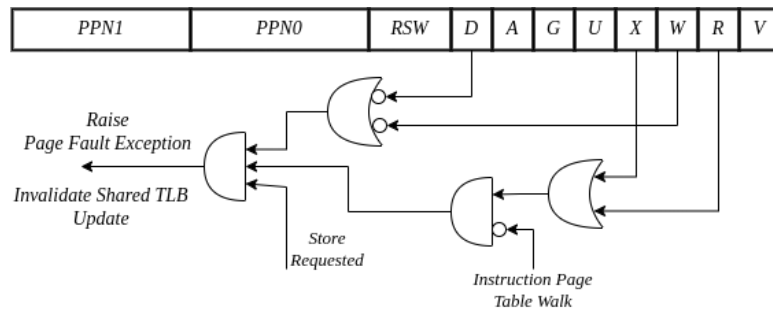 PPN1 PPN0 RSW D A G U X W R V
Raise
Page Fault Exception
Invalidate Shared TLB
Update
Store
Requested
Instruction Page
Table Walk